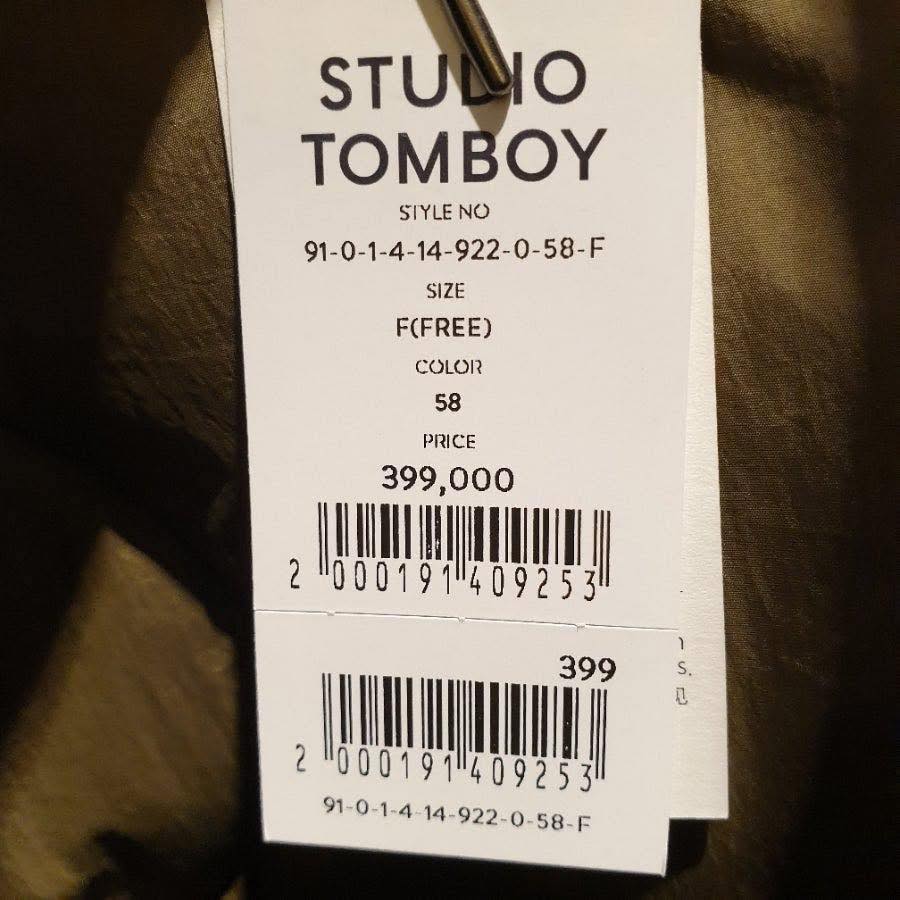 STUDIO
TOMBOY
STYLE NO
91-0-1-4-14-922-0-58-F
SIZE
F(FREE)
COLOR
58
PRICE
399,000
2 000191 409253
399
2 000191 409253
91-0-1-4-14-922-0-58-F
s.